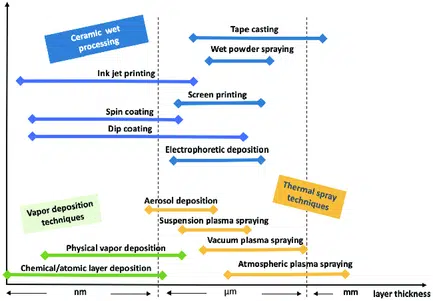 Ceramic wet
processing
Tape casting
Wet powder spraying
Ink jet printing
Screen printing
Spin coating
Dip coating
Electrophoretic deposition
Vapor deposition
techniques
Thermal spray
techniques
Aerosol deposition
Suspension plasma spraying
Physical vapor deposition
Vacuum plasma spraying
Chemical/atomic layer deposition
Atmospheric plasma spraying
nm
μm
mm
layer thickness